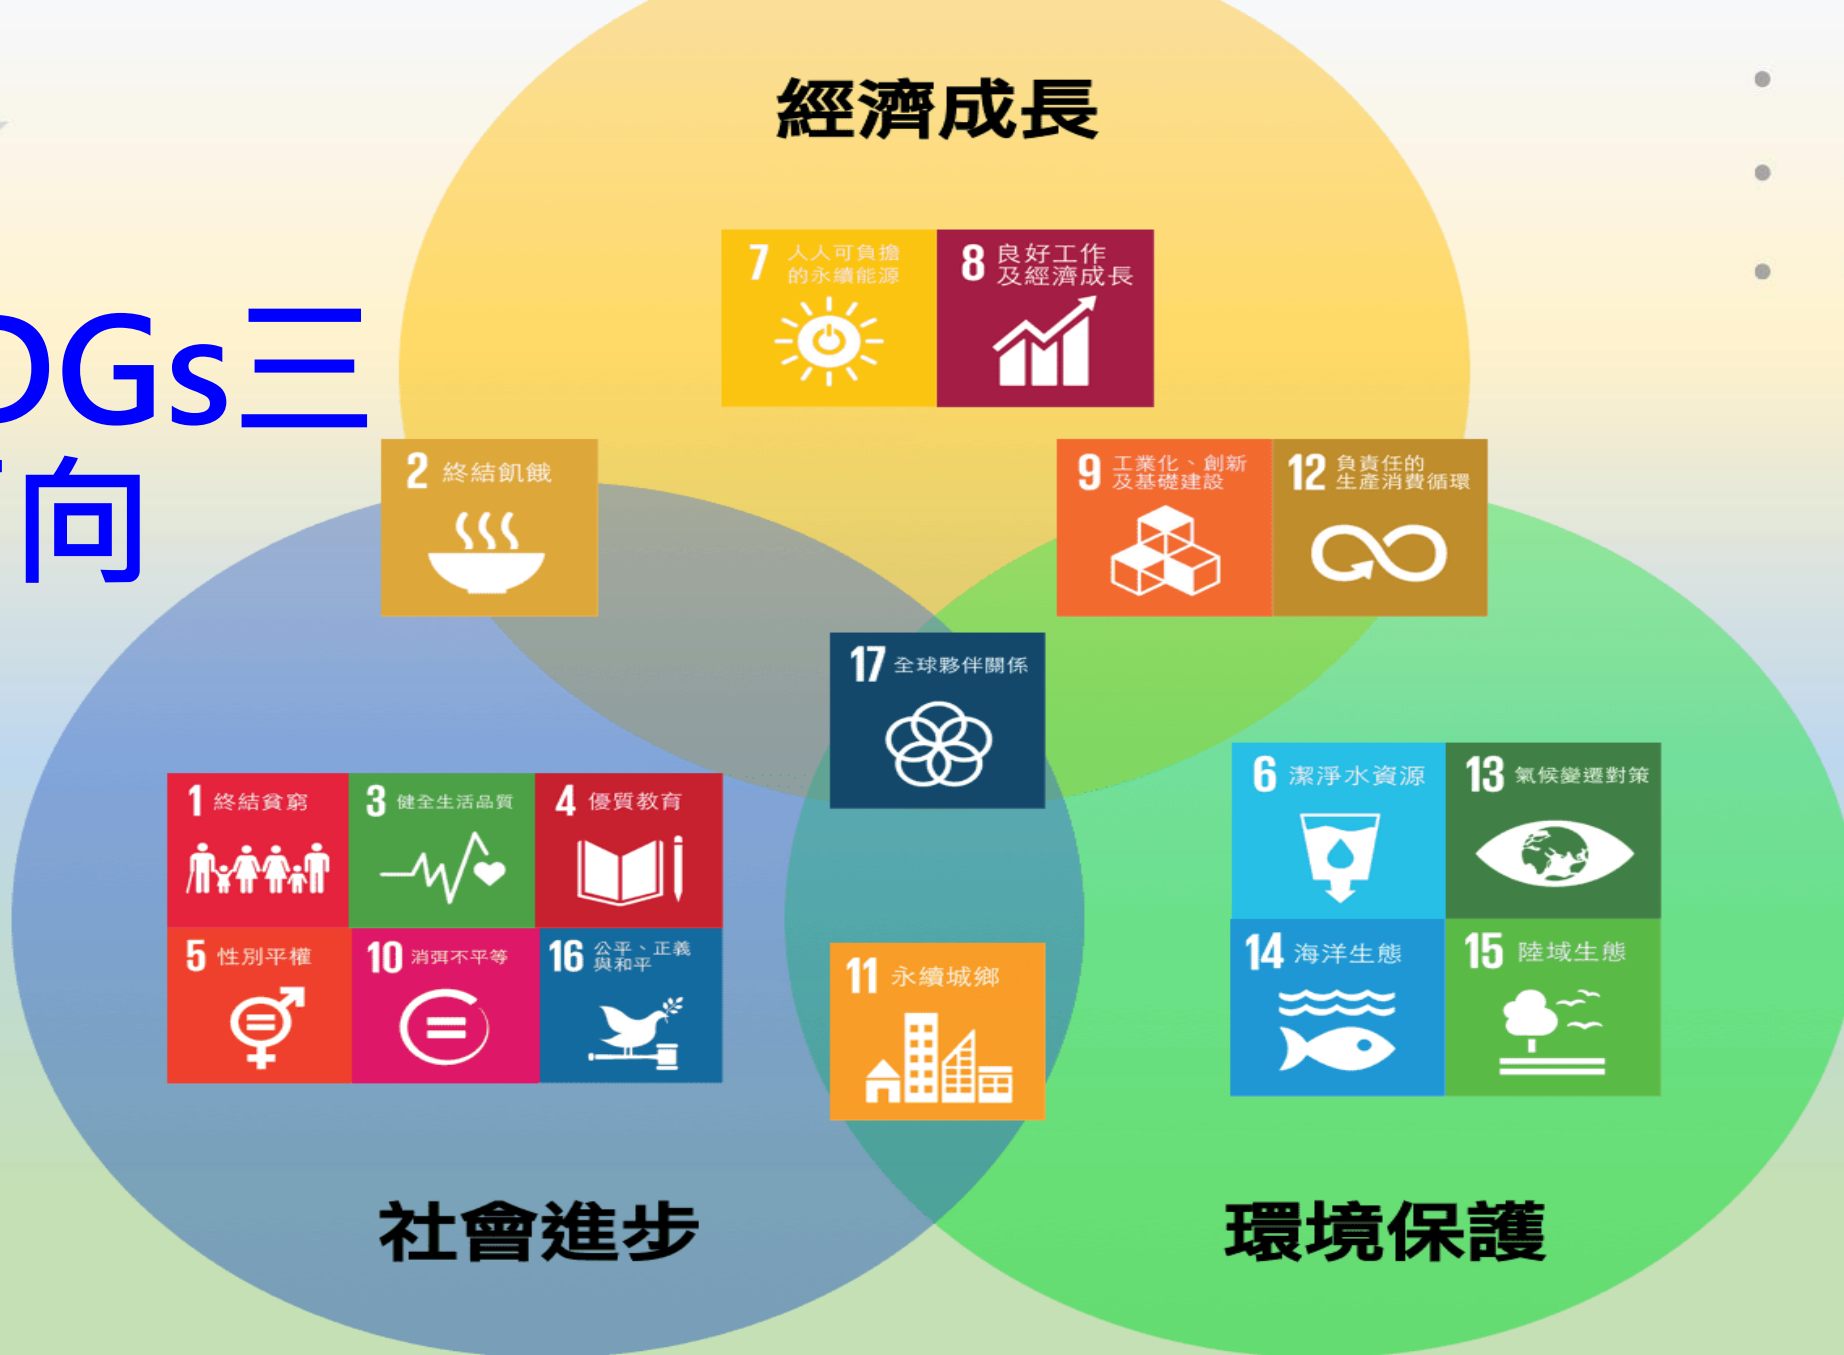 經濟成長
7 人人可負擔
的永續能源
8 良好工作
及經濟成長
DGs三
向
2 終結飢餓
9 工業化、創新
及基礎建設
12 負責任的
生產消費循環
17 全球夥伴關係
1 終結貧窮
3 健全生活品質
4 優質教育
5 性別平權
10 消弭不平等
16 公平、正義
與和平
11 永續城鄉
6 潔淨水資源
13 氣候變遷對策
14 海洋生態
15 陸域生態
社會進步
環境保護